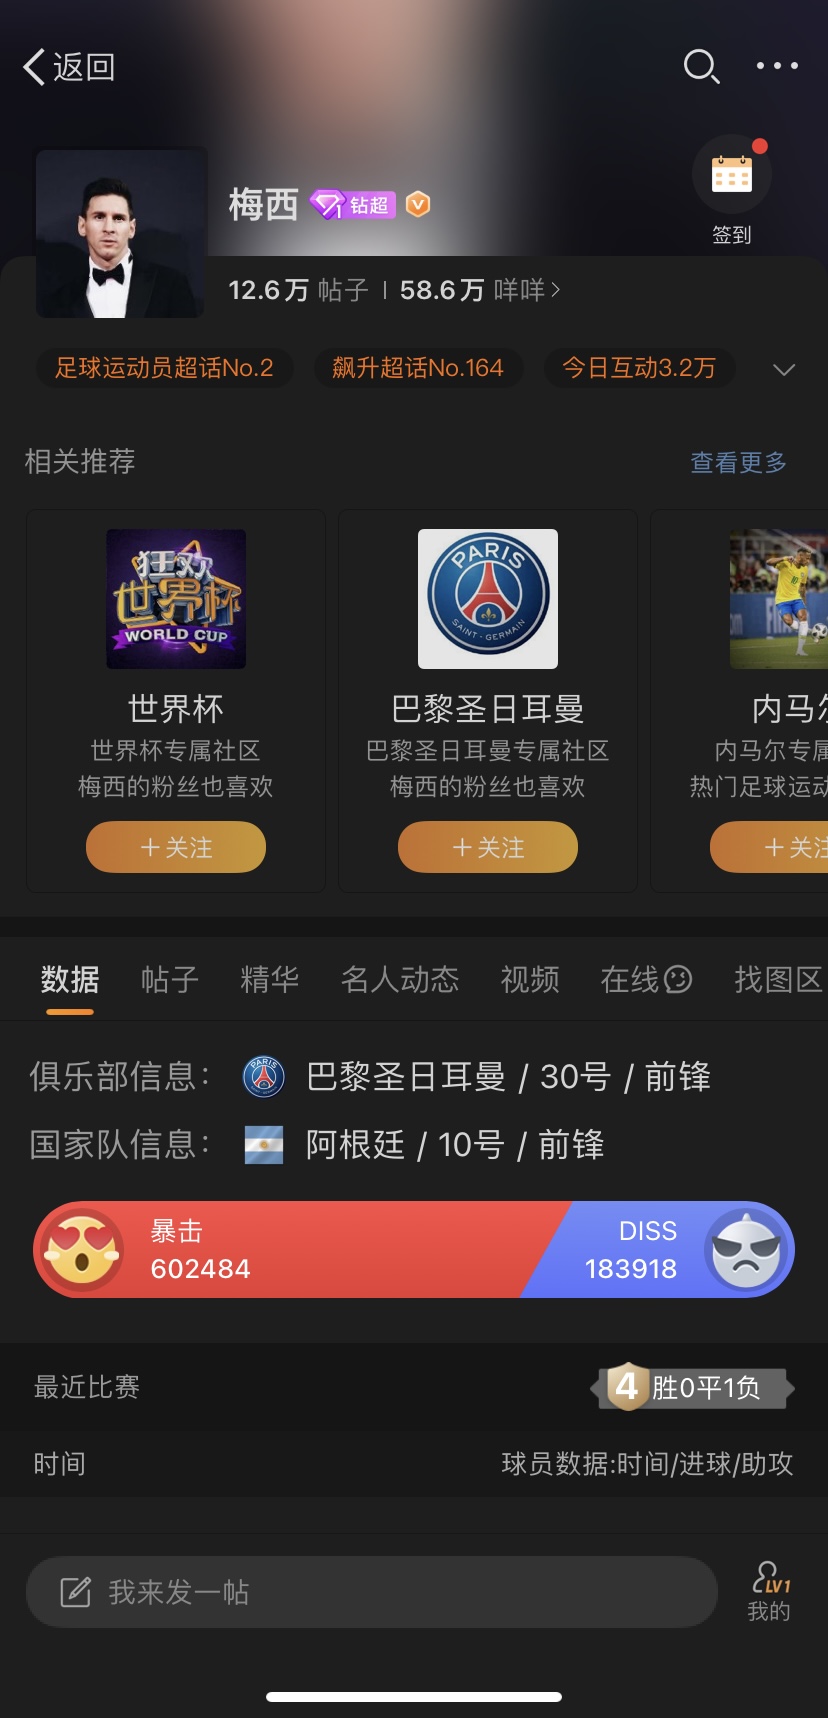 返回
签到
梅西 钻超
12.6万 帖子 | 58.6万 咩咩
足球运动员超话No.2 飙升超话No.164 今日互动3.2万
相关推荐 查看更多
狂欢
世界杯
WORLD CUP
PARIS
SAINT·GERMAIN
世界杯 巴黎圣日耳曼 内马尔
世界杯专属社区 巴黎圣日耳曼专属社区 内马尔专属
梅西的粉丝也喜欢 梅西的粉丝也喜欢 热门足球运动
+关注 +关注 +关注
数据 帖子 精华 名人动态 视频 在线 找图区
俱乐部信息: PARIS 巴黎圣日耳曼 / 30号 / 前锋
国家队信息: 阿根廷 / 10号 / 前锋
暴击 DISS
602484 183918
最近比赛 4胜0平1负
时间 球员数据:时间/进球/助攻
我来发一帖 LV1
我的